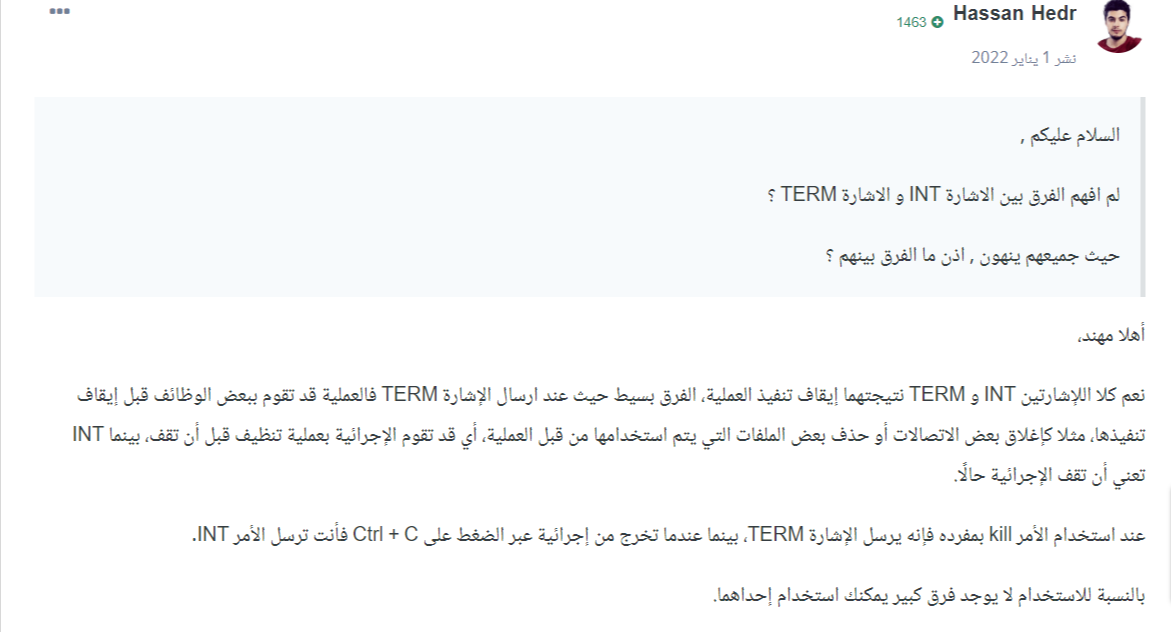 Hassan Hedr
1463
نشر 1 يناير 2022
السلام عليكم ,
لم افهم الفرق بين الاشارة INT و الاشارة TERM ؟
حيث جميعهم ينهون , اذن ما الفرق بينهم ؟
أهلا مهند،
نعم كلا اللإشارتين INT و TERM نتيجتهما إيقاف تنفيذ العملية، الفرق بسيط حيث عند ارسال الإشارة TERM فالعملية قد تقوم ببعض الوظائف قبل إيقاف
تنفيذها، مثلا كإغلاق بعض الاتصالات أو حذف بعض الملفات التي يتم استخدامها من قبل العملية، أي قد تقوم الإجرائية بعملية تنظيف قبل أن تقف، بينما INT
تعني أن تقف الإجرائية حالًا.
عند استخدام الأمر kill بمفرده فإنه يرسل الإشارة TERM، بينما عندما تخرج من إجرائية عبر الضغط على Ctrl + C فأنت ترسل الأمر INT.
بالنسبة للاستخدام لا يوجد فرق كبير يمكنك استخدام إحداهما.